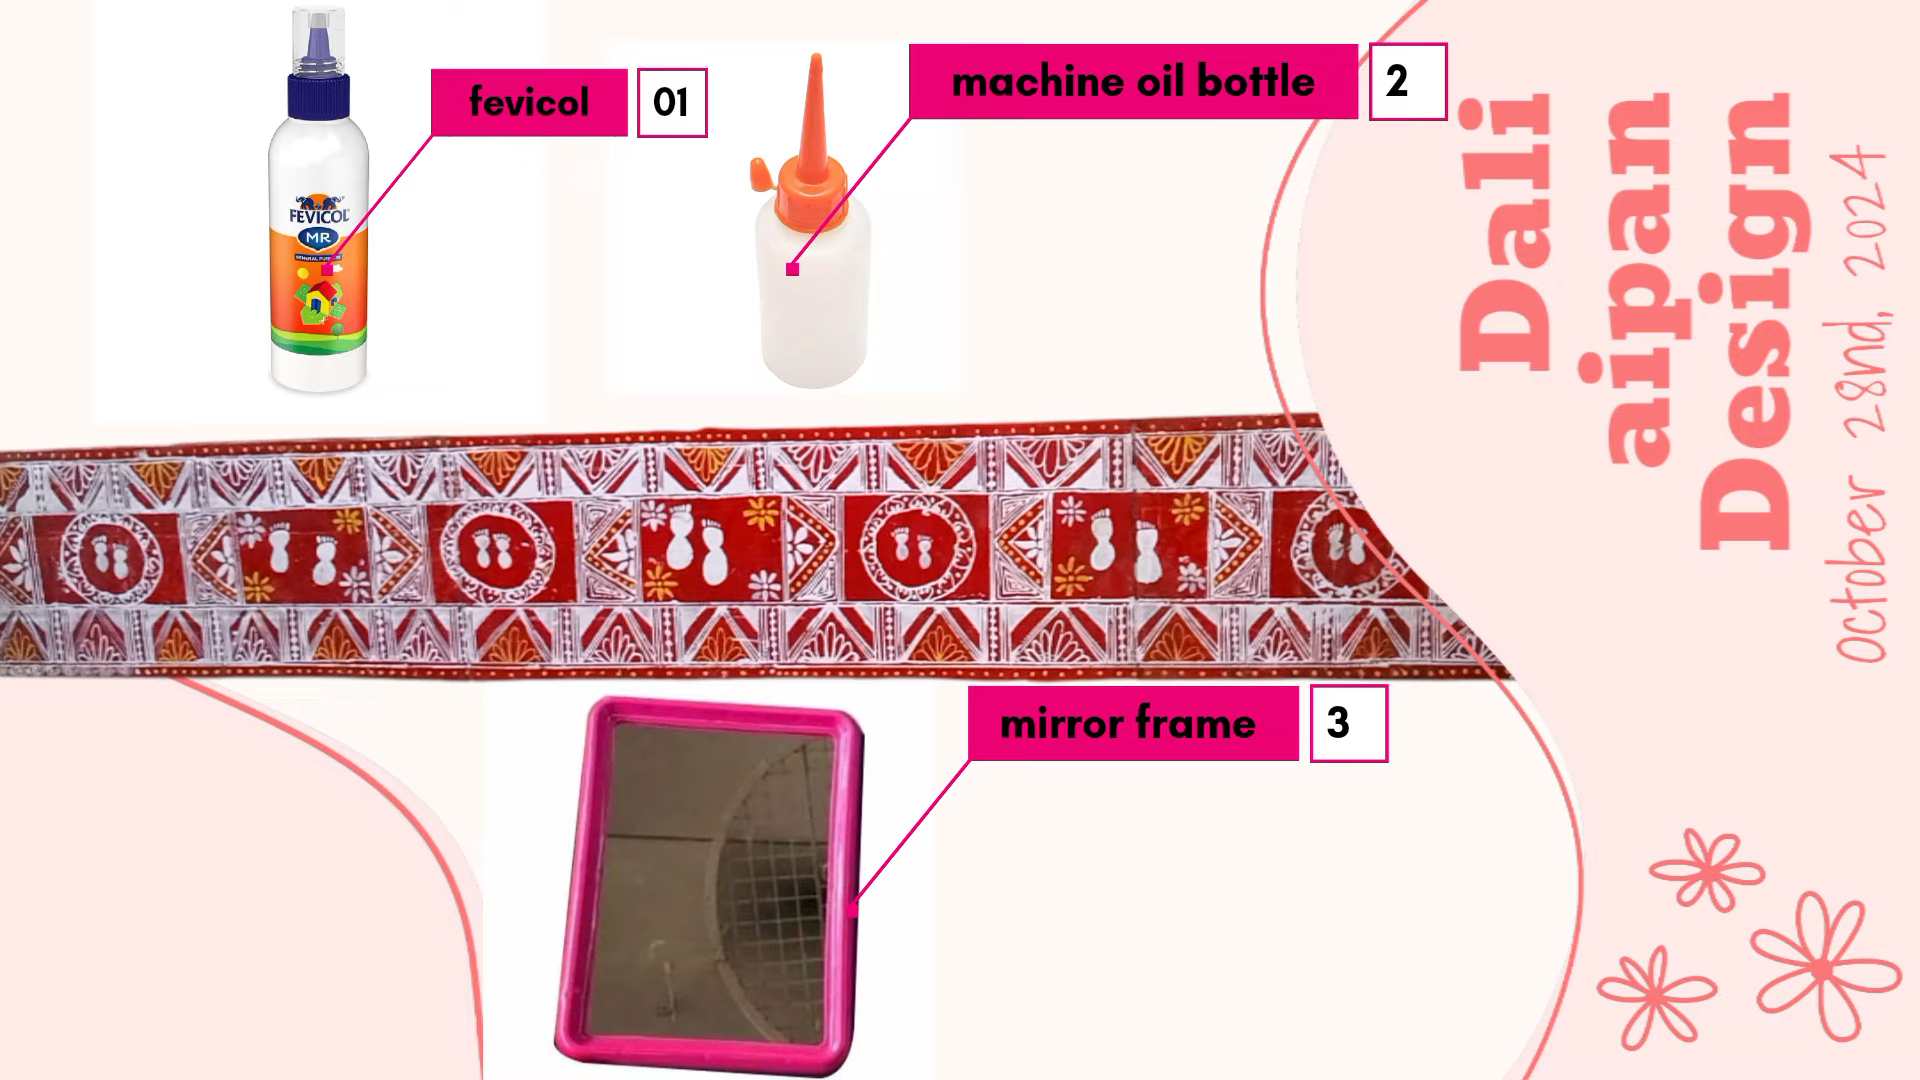 fevicol
01
machine oil bottle
2
FEVICOL
MR
mirror frame
3
Dali
aipan
Design
October 28nd, 2024